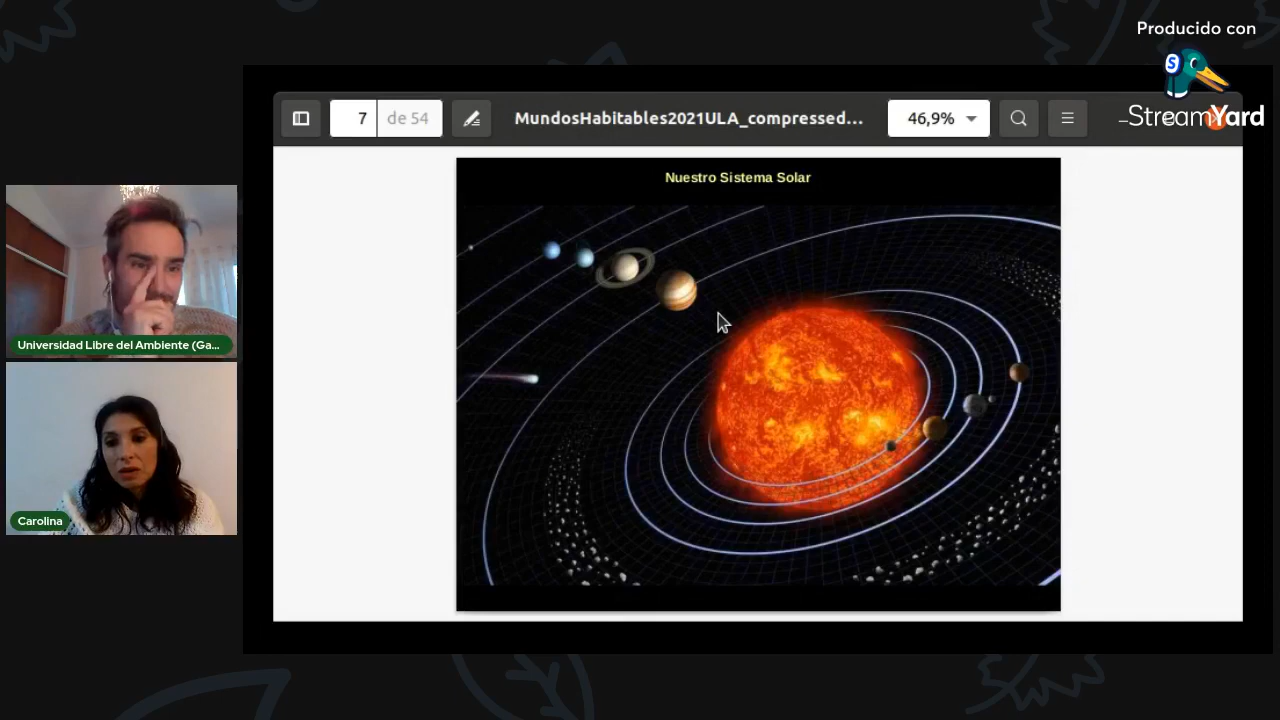 Producido con
StreamYard
7 de 54
MundosHabitables2021ULA_compressed...
46,9%
Nuestro Sistema Solar
Universidad Libre del Ambiente (Ga...
Carolina